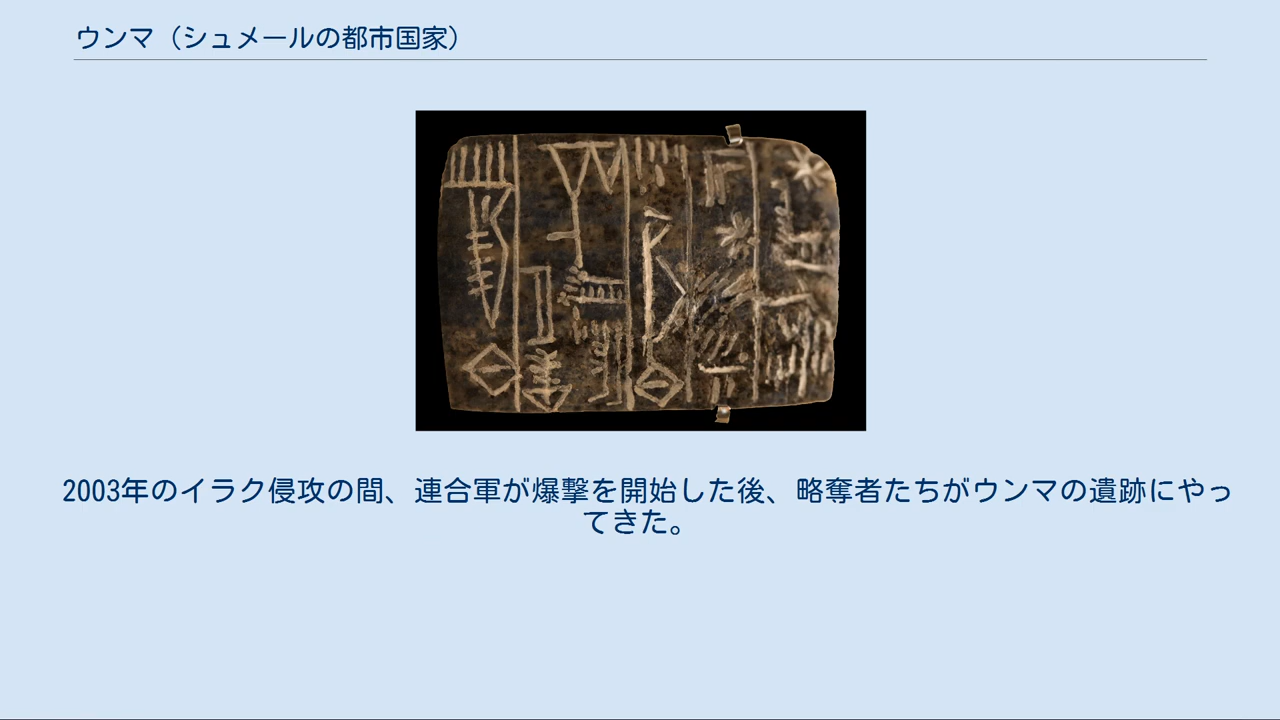 ウンマ（シュメールの都市国家）
2003年のイラク侵攻の間、連合軍が爆撃を開始した後、略奪者たちがウンマの遺跡にやっ
てきた。